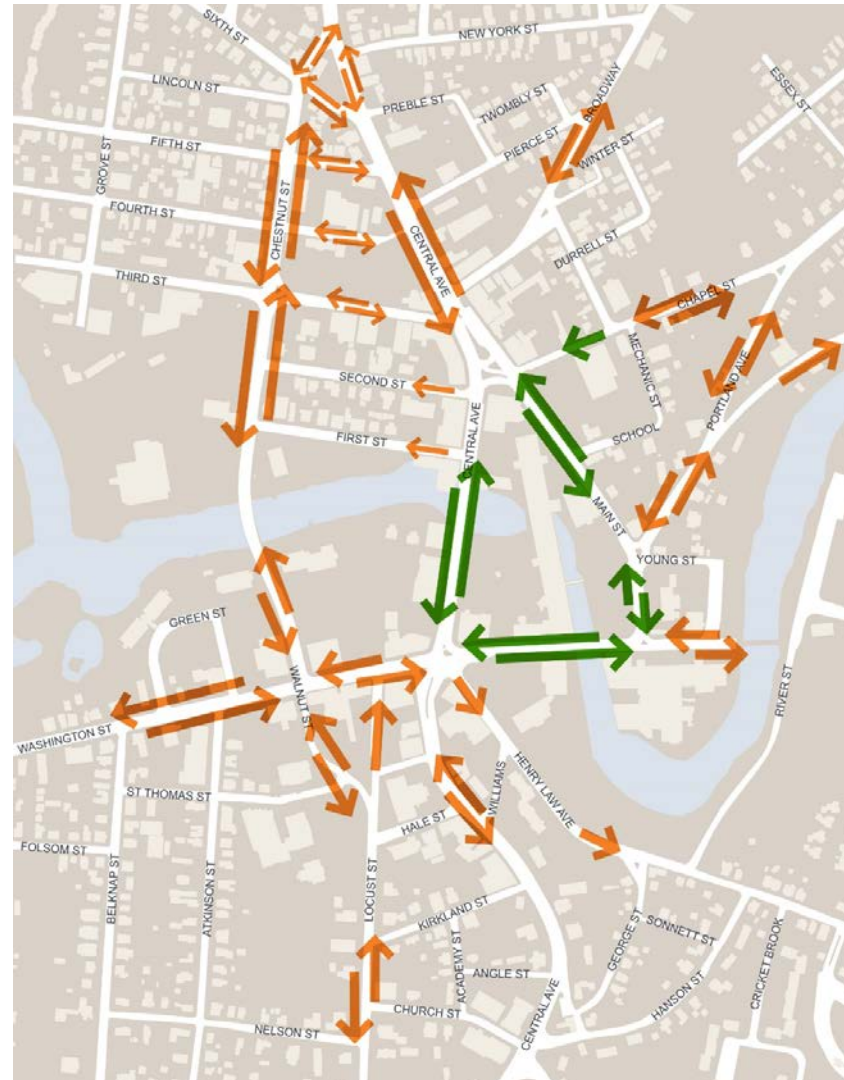 SIXTH ST
NEW YORK ST
LINCOLN ST
PREBLE ST
TWOMBLY ST
BROADWAY
ESSEX ST
FIFTH ST
PIERCE ST
WINTER ST
GROVE ST
FOURTH ST
CHESTNUT ST
CENTRAL AVE
DURRELL ST
THIRD ST
CHAPEL ST
MECHANIC ST
PORTLAND AVE
SECOND ST
SCHOOL
FIRST ST
CENTRAL AVE
MAIN ST
YOUNG ST
GREEN ST
WALNUT ST
RIVER ST
WASHINGTON ST
HENRY LAW AVE
WILLIAMS
ST THOMAS ST
HALE ST
FOLSOM ST
BELKNAP ST
ATKINSON ST
LOCUST ST
KIRKLAND ST
SONNETT ST
GEORGE ST
ACADEMY ST
ANGLE ST
HANSON ST
CRICKET BROOK
CHURCH ST
NELSON ST
CENTRAL AVE